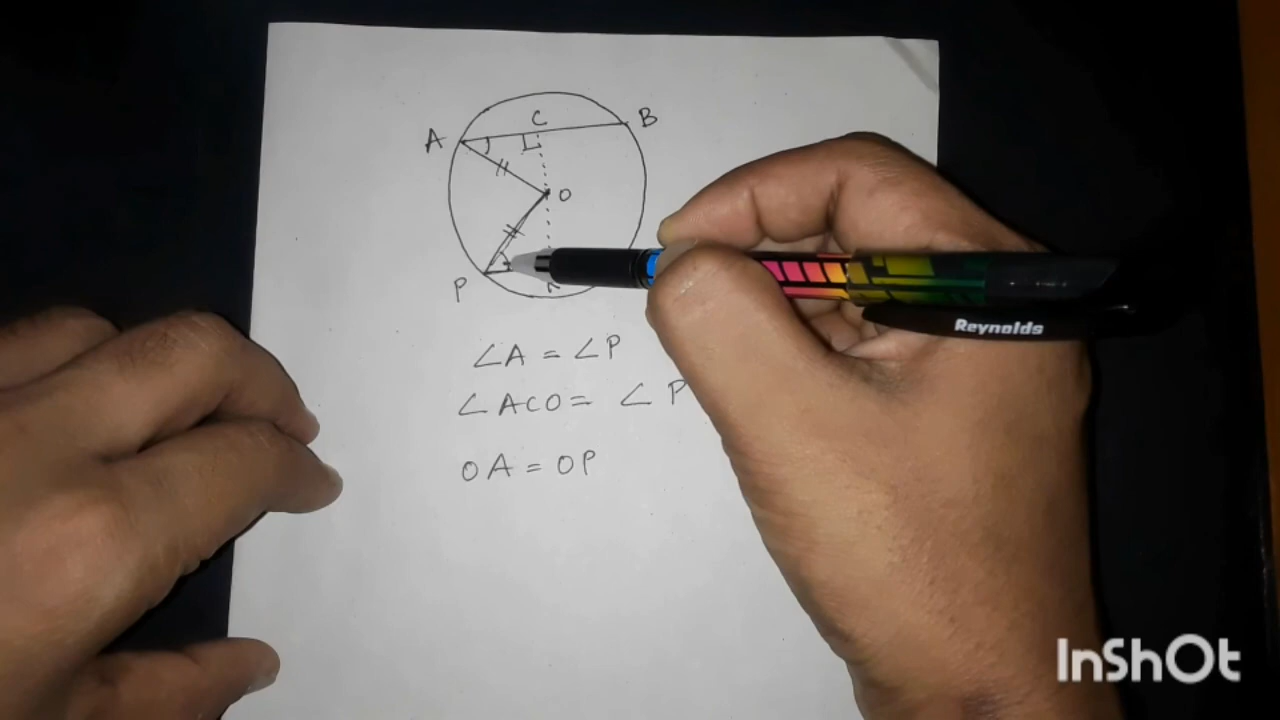 C
A
B
O
P
∠A = ∠P
∠ACO = ∠P
OA = OP
Reynolds
InShOt